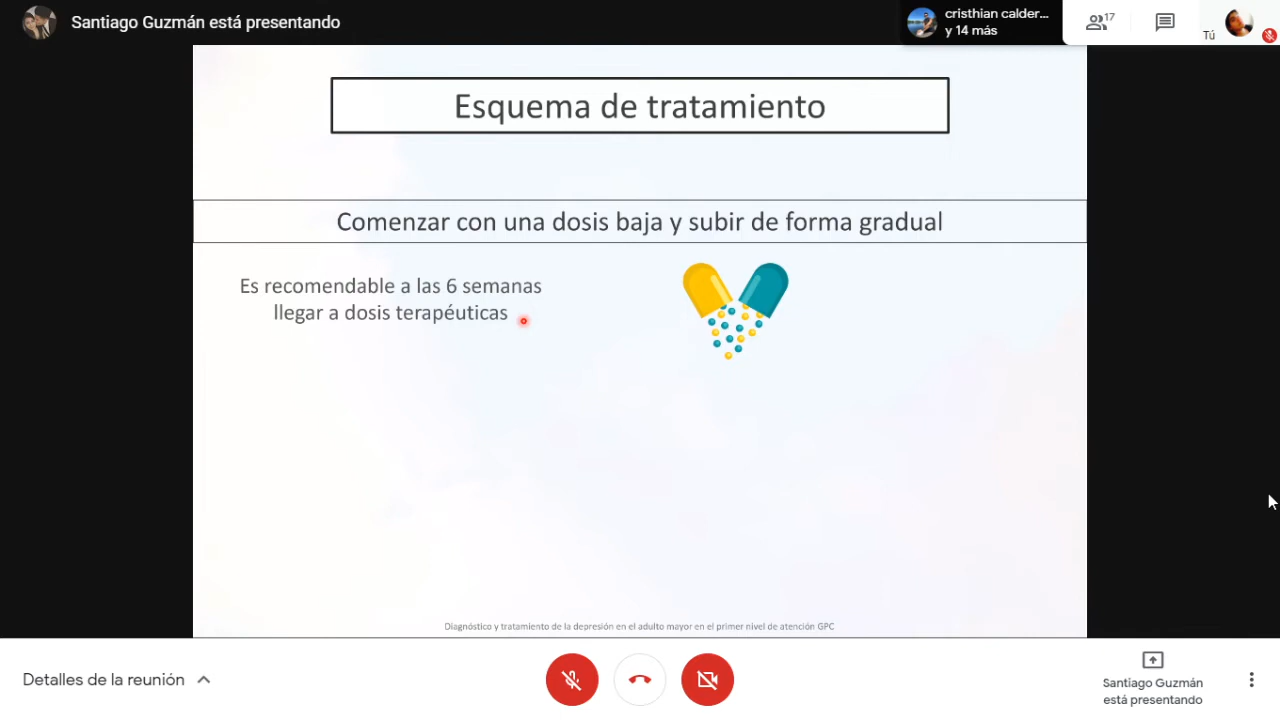 Santiago Guzmán está presentando
cristhian calder...
y 14 más
17
Tú
Esquema de tratamiento
Comenzar con una dosis baja y subir de forma gradual
Es recomendable a las 6 semanas
llegar a dosis terapéuticas
Diagnóstico y tratamiento de la depresión en el adulto mayor en el primer nivel de atención GPC
Detalles de la reunión
Santiago Guzmán
está presentando